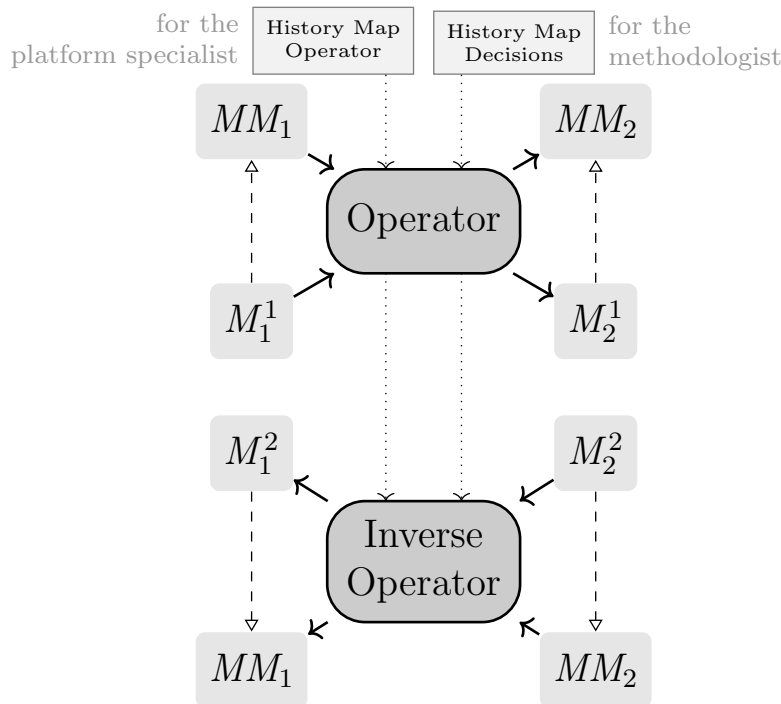 for the
platform specialist
History Map
Operator
History Map
Decisions
for the
methodologist
MM₁
MM₂
Operator
M₁¹
M₂¹
M₁²
M₂²
Inverse
Operator
MM₁
MM₂